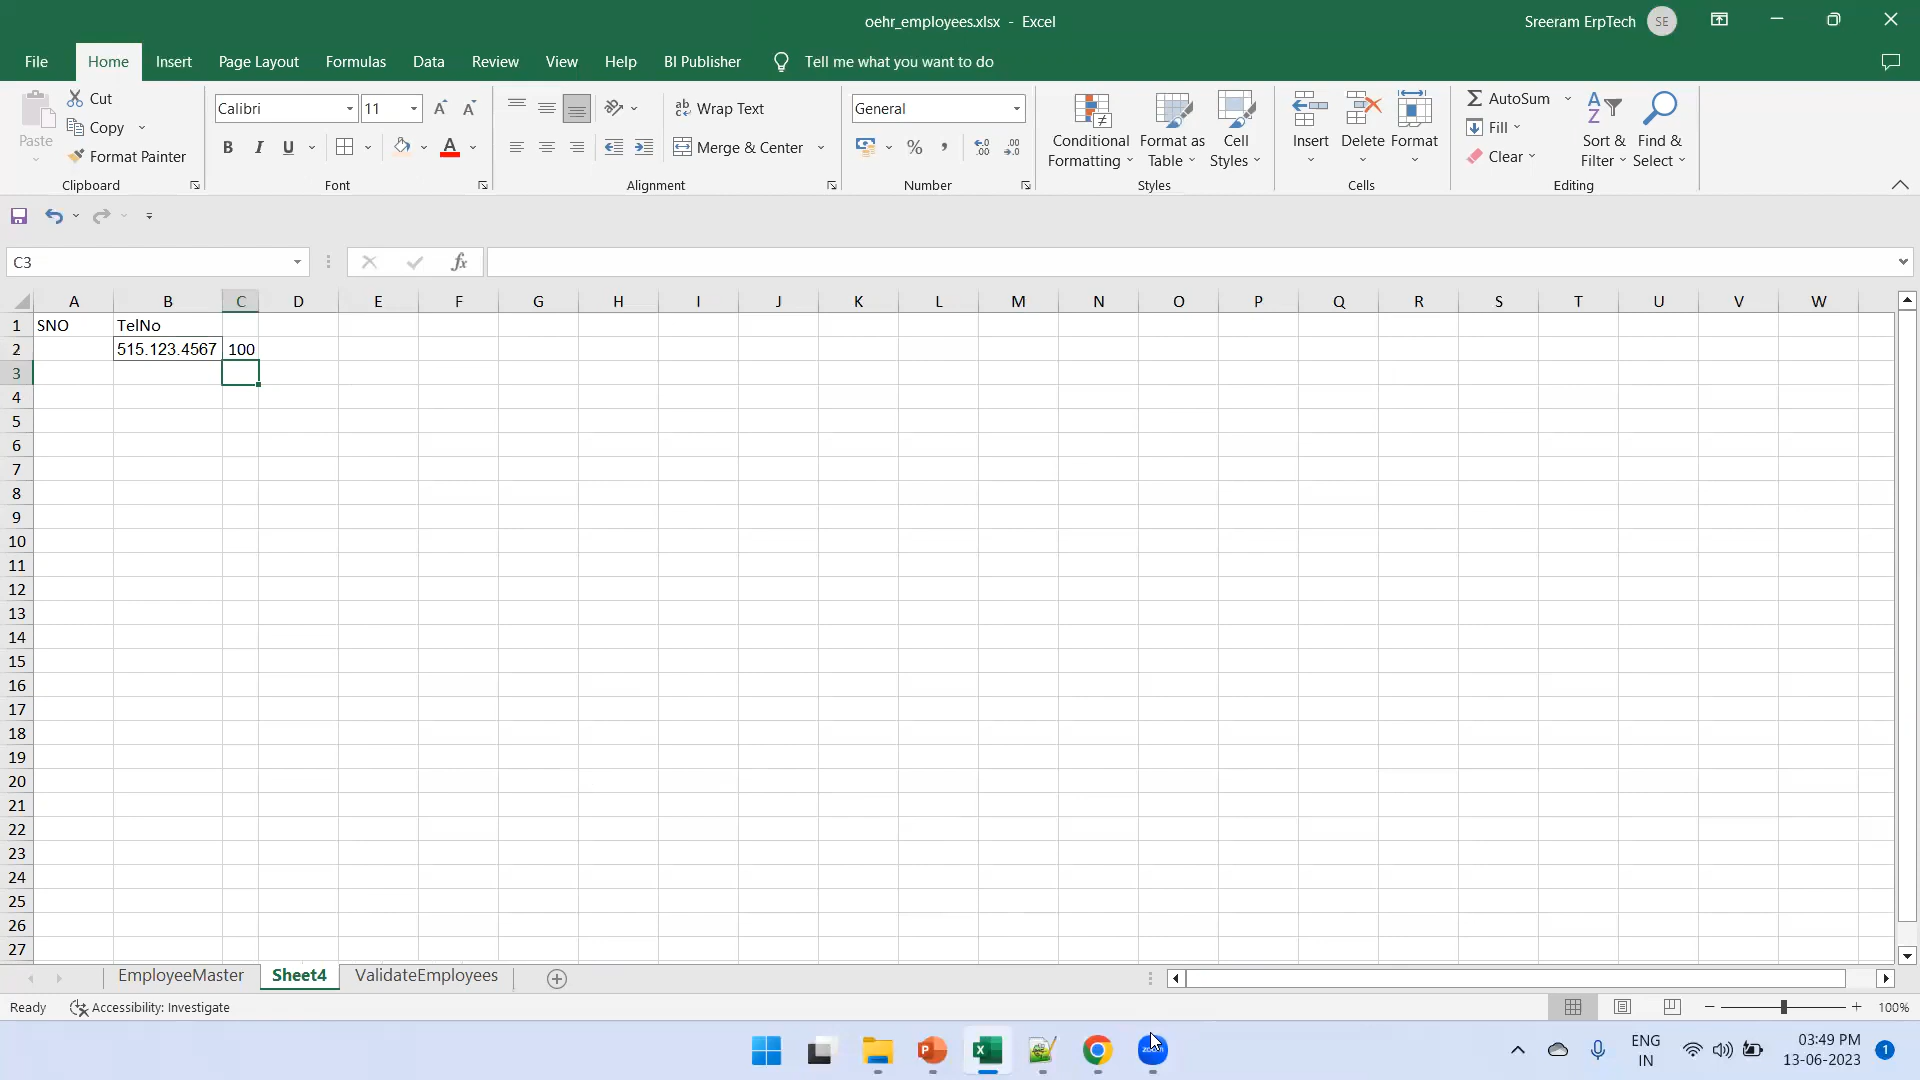 oehr_employees.xlsx - Excel
Sreeram ErpTech SE
File Home Insert Page Layout Formulas Data Review View Help BI Publisher Tell me what you want to do
Paste
Cut
Copy
Format Painter
Clipboard
Calibri 11
B I U A
Font
ab Wrap Text
Merge & Center
Alignment
General
% ,
Number
Conditional Formatting
Format as Table
Cell Styles
Styles
Insert Delete Format
Cells
AutoSum
Fill
Clear
Sort & Filter
Find & Select
Editing
C3 fx
A B C D E F G H I J K L M N O P Q R S T U V W
1 SNO TelNo
2 515.123.4567 100
3
4
5
6
7
8
9
10
11
12
13
14
15
16
17
18
19
20
21
22
23
24
25
26
27
EmployeeMaster Sheet4 ValidateEmployees
Ready Accessibility: Investigate 100%
zoom
ENG
IN
03:49 PM
13-06-2023
1